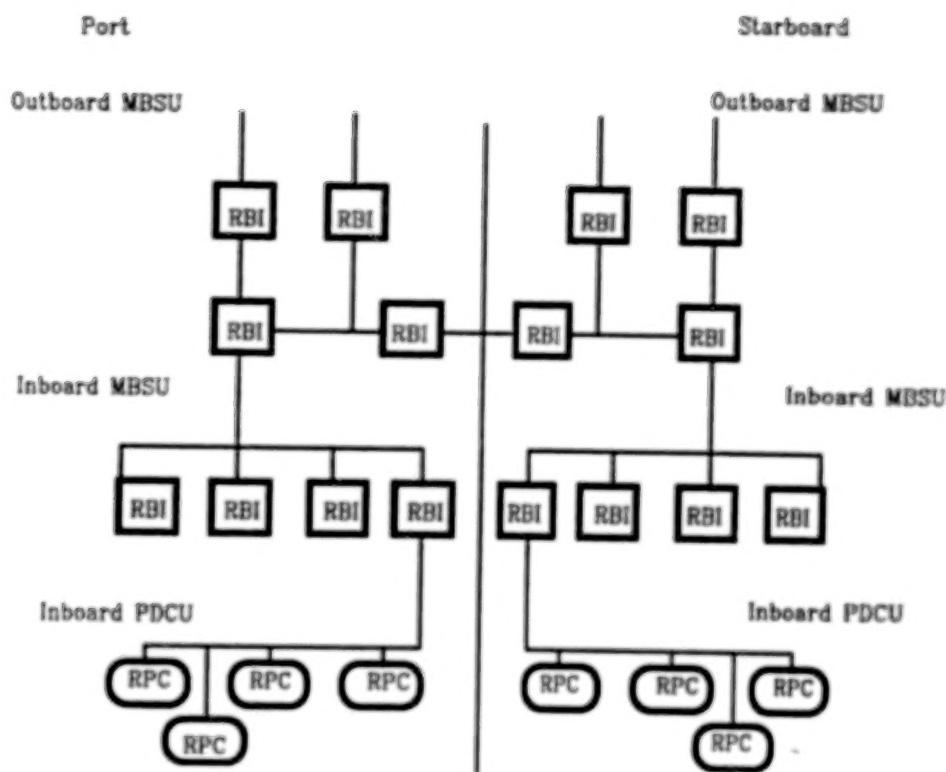 Port Starboard
Outboard MBSU Outboard MBSU
RBI RBI RBI RBI
RBI RBI RBI RBI
Inboard MBSU Inboard MBSU
RBI RBI RBI RBI RBI RBI RBI RBI
Inboard PDCU Inboard PDCU
RPC RPC RPC RPC RPC RPC
RPC RPC